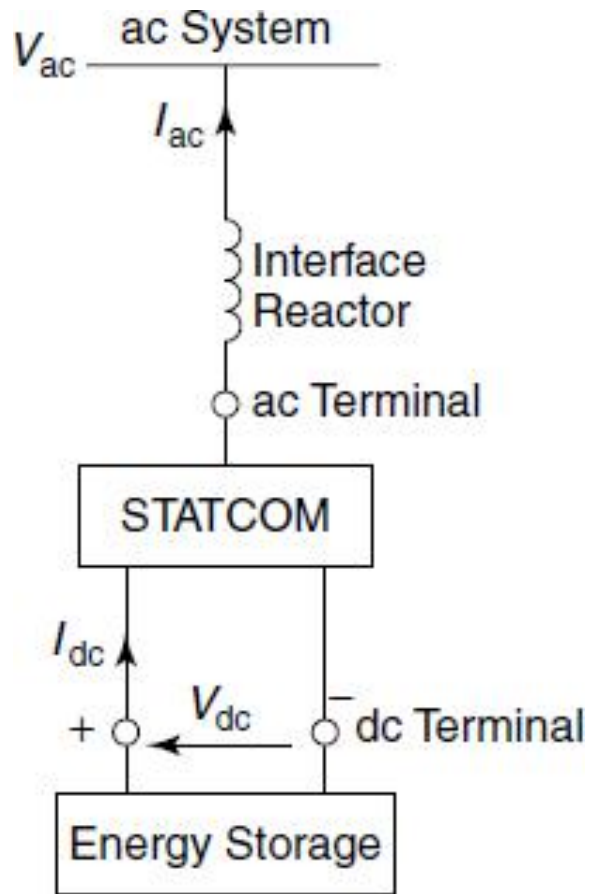 ac System
Vac
Iac
Interface
Reactor
ac Terminal
STATCOM
Idc
Vdc
–
+
dc Terminal
Energy Storage